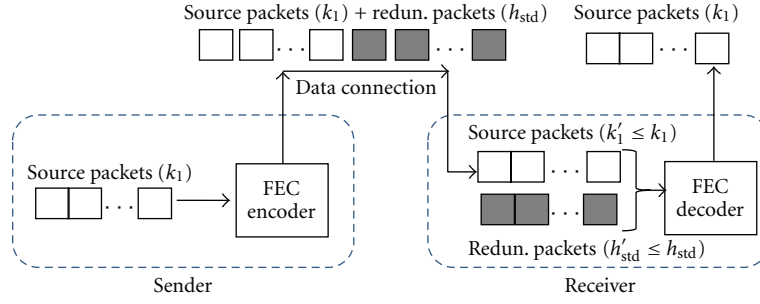 Source packets (k₁) + redun. packets (h_std)
Source packets (k₁)
Data connection
Source packets (k₁)
FEC
encoder
Source packets (k′₁ ≤ k₁)
Redun. packets (h′_std ≤ h_std)
FEC
decoder
Sender
Receiver